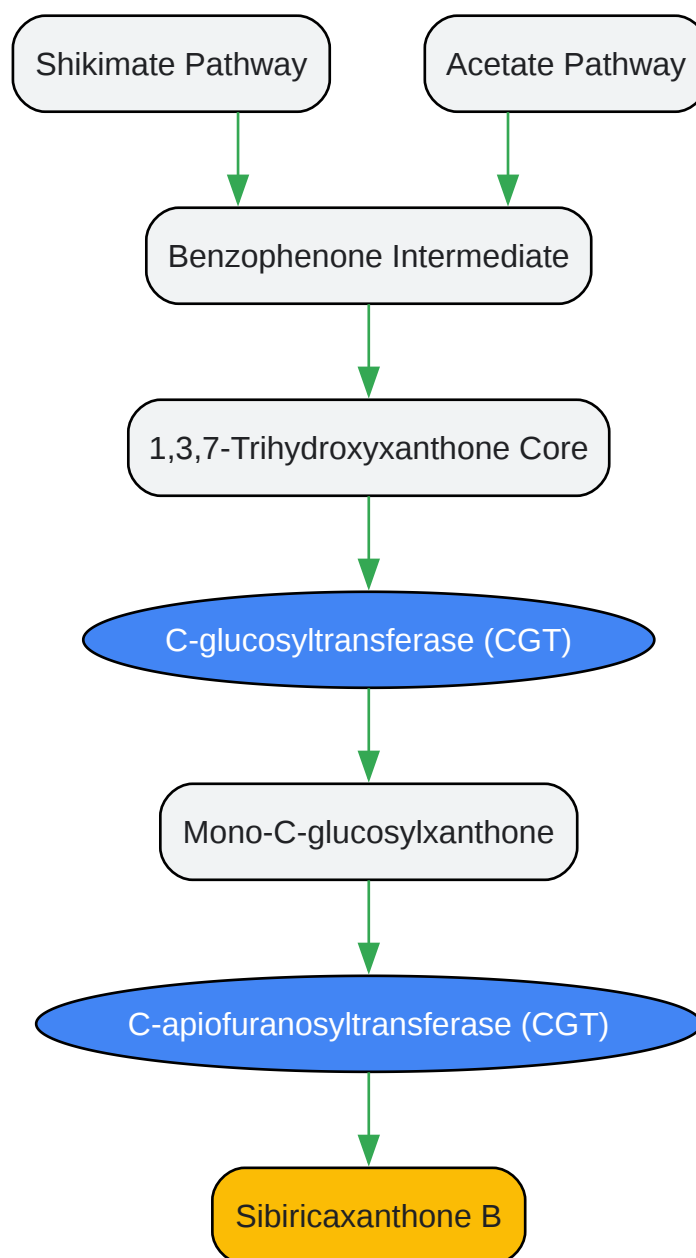 Shikimate Pathway
Acetate Pathway
Benzophenone Intermediate
1,3,7-Trihydroxyxanthone Core
C-glucosyltransferase (CGT)
Mono-C-glucosylxanthone
C-apiofuranosyltransferase (CGT)
Sibiricaxanthone B